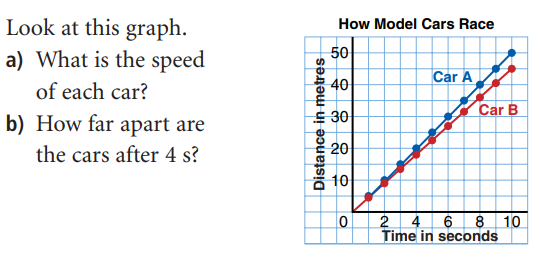 Look at this graph.
a) What is the speed
of each car?
b) How far apart are
the cars after 4 s?
How Model Cars Race
Distance in metres
50
40
30
20
10
0
Car A
Car B
2 4 6 8 10
Time in seconds